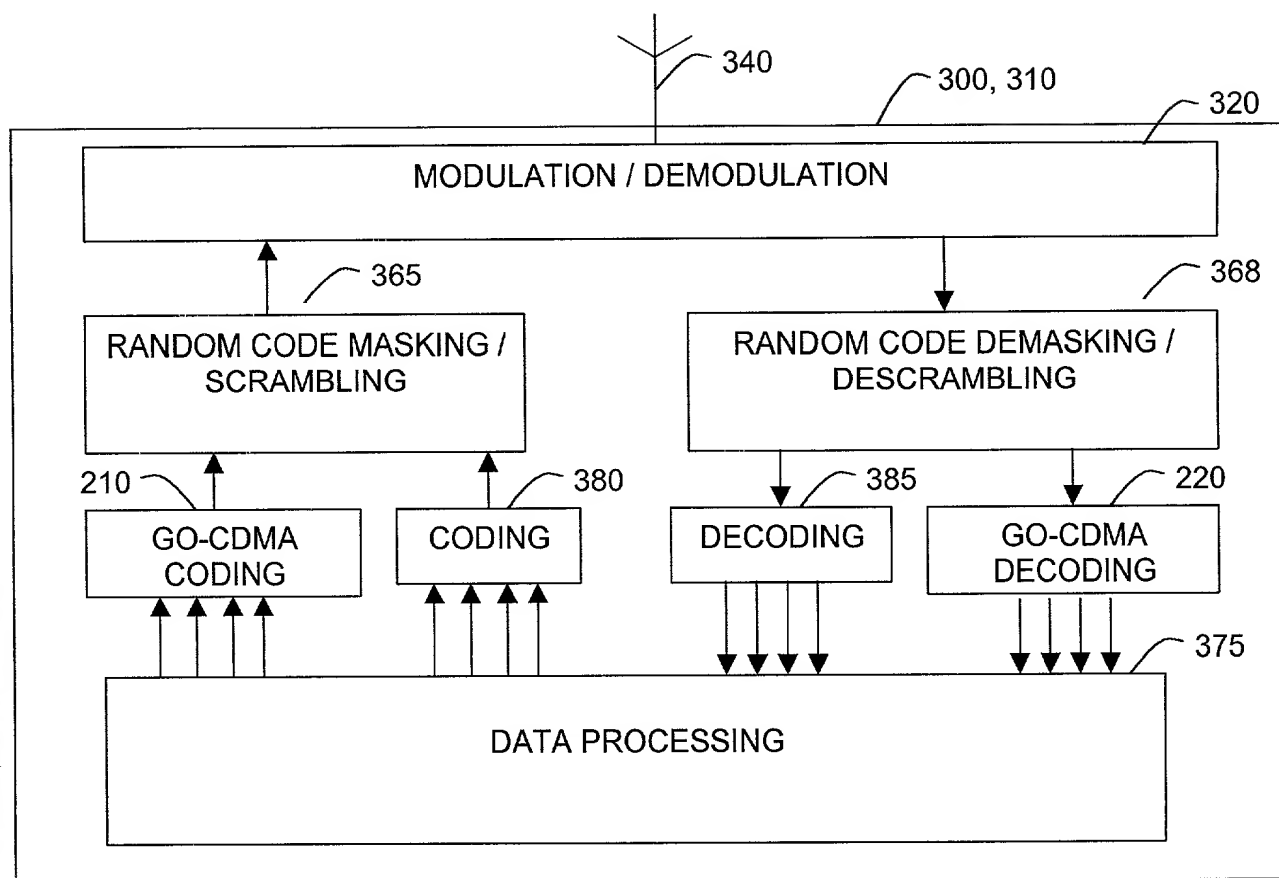 340
300, 310
320
MODULATION / DEMODULATION
365
368
RANDOM CODE MASKING /
SCRAMBLING
RANDOM CODE DEMASKING /
DESCRAMBLING
210
380
385
220
GO-CDMA
CODING
CODING
DECODING
GO-CDMA
DECODING
375
DATA PROCESSING